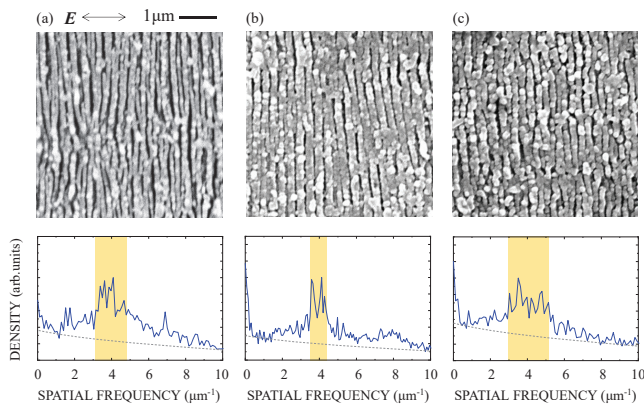 (a) E 1μm (b) (c)
DENSITY (arb.units)
0 2 4 6 8 10 0 2 4 6 8 10 0 2 4 6 8 10
SPATIAL FREQUENCY (μm-1) SPATIAL FREQUENCY (μm-1) SPATIAL FREQUENCY (μm-1)